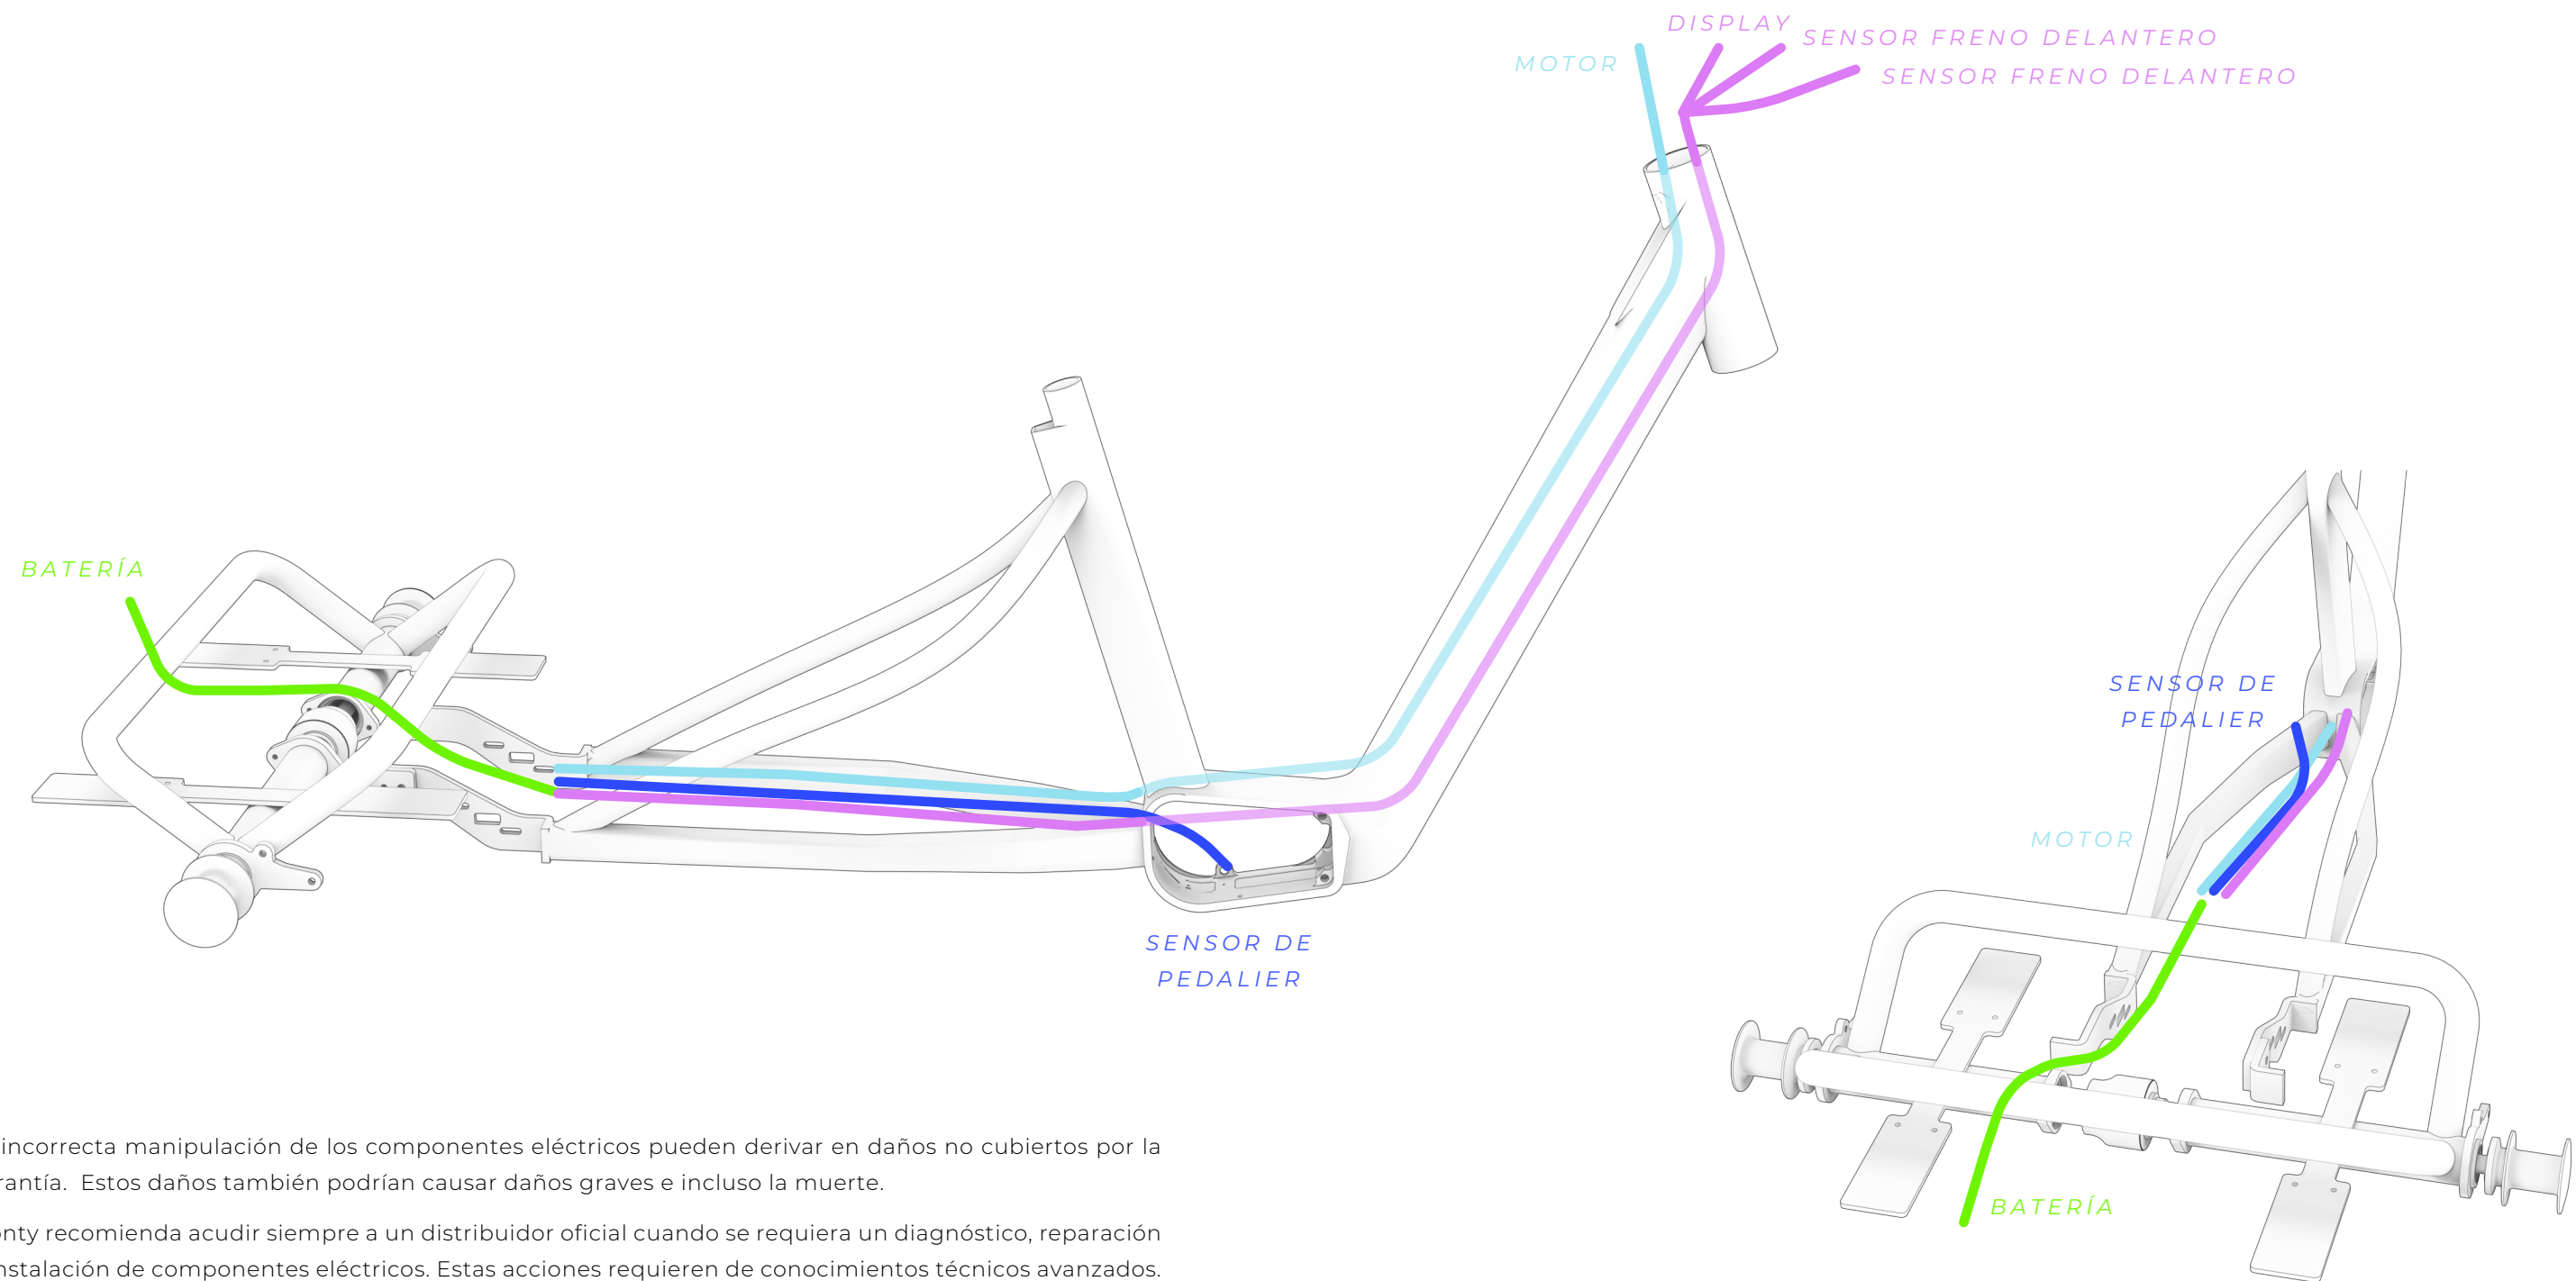 DISPLAY
SENSOR FRENO DELANTERO
MOTOR
SENSOR FRENO DELANTERO
BATERÍA
SENSOR DE
PEDALIER
MOTOR
SENSOR DE
PEDALIER
BATERÍA
incorrecta manipulación de los componentes eléctricos pueden derivar en daños no cubiertos por la
rantía. Estos daños también podrían causar daños graves e incluso la muerte.
onty recomienda acudir siempre a un distribuidor oficial cuando se requiera un diagnóstico, reparación
nstalación de componentes eléctricos. Estas acciones requieren de conocimientos técnicos avanzados.